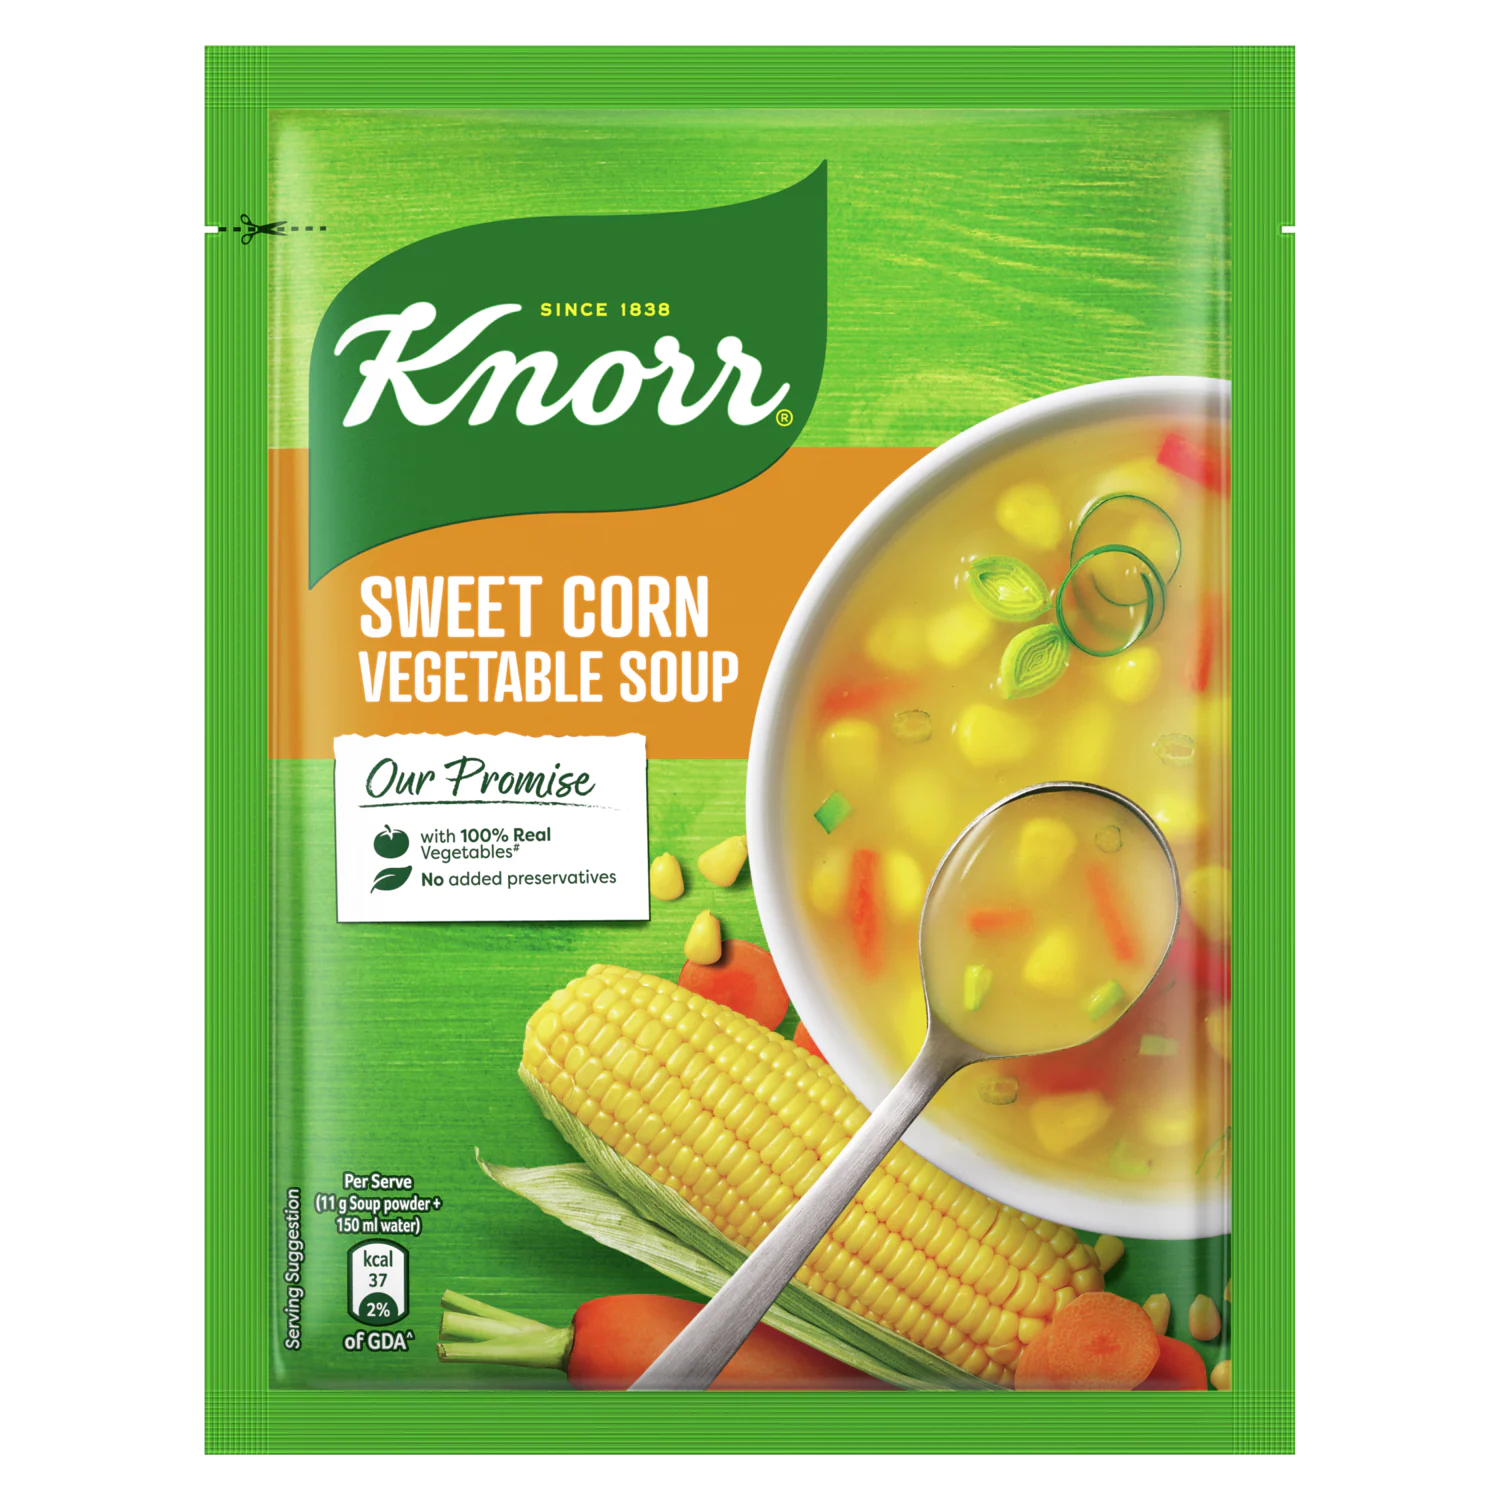 SINCE 1838
Knorr®
SWEET CORN
VEGETABLE SOUP
Our Promise
with 100% Real
Vegetables#
No added preservatives
Serving Suggestion
Per Serve
(11 g Soup powder +
150 ml water)
kcal
37
2%
of GDA^